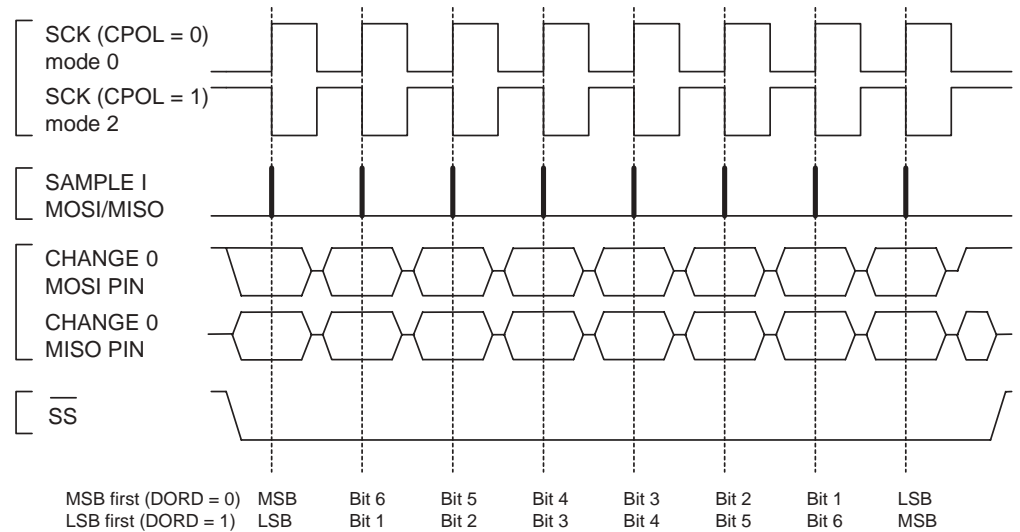 SCK (CPOL = 0)
mode 0
SCK (CPOL = 1)
mode 2
SAMPLE I
MOSI/MISO
CHANGE 0
MOSI PIN
CHANGE 0
MISO PIN
SS
MSB first (DORD = 0) MSB Bit 6 Bit 5 Bit 4 Bit 3 Bit 2 Bit 1 LSB
LSB first (DORD = 1) LSB Bit 1 Bit 2 Bit 3 Bit 4 Bit 5 Bit 6 MSB